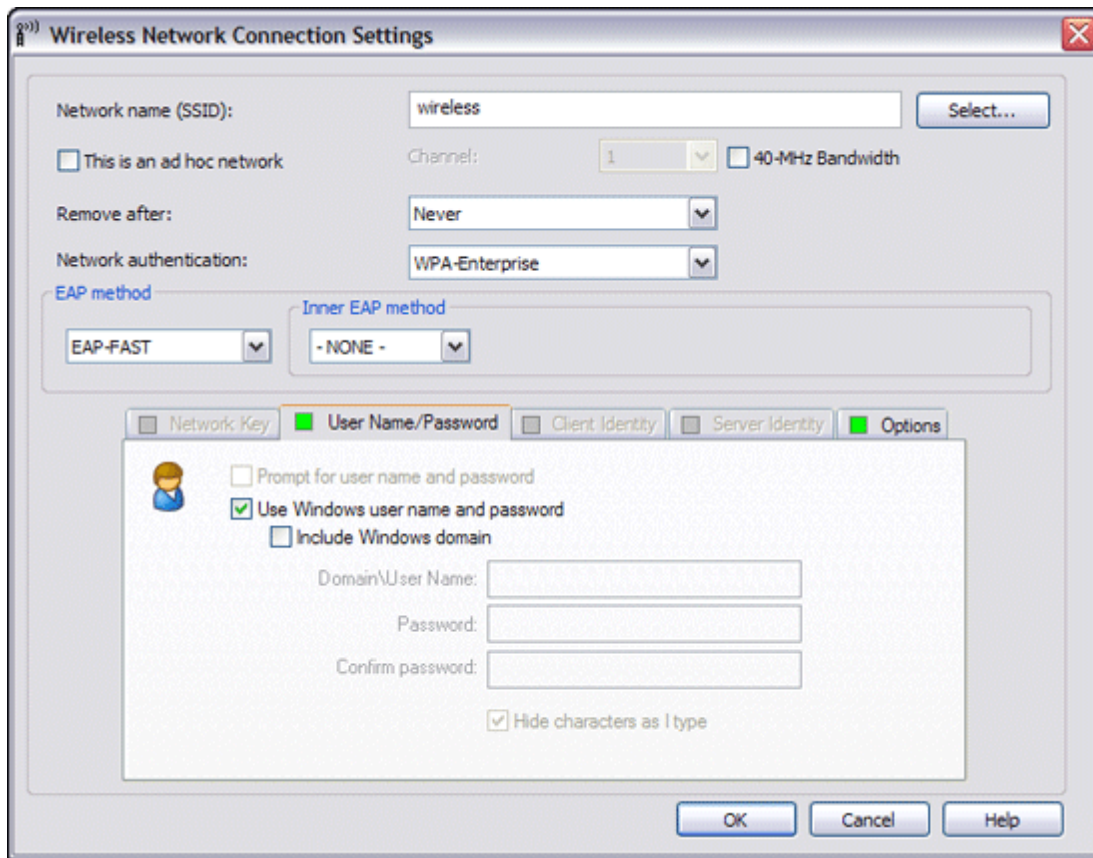 Wireless Network Connection Settings
Network name (SSID): wireless Select...
This is an ad hoc network Channel: 1 40-MHz Bandwidth
Remove after: Never
Network authentication: WPA-Enterprise
EAP method
Inner EAP method
EAP-FAST - NONE -
Network Key User Name/Password Client Identity Server Identity Options
Prompt for user name and password
Use Windows user name and password
Include Windows domain
Domain\User Name:
Password:
Confirm password:
Hide characters as I type
OK Cancel Help